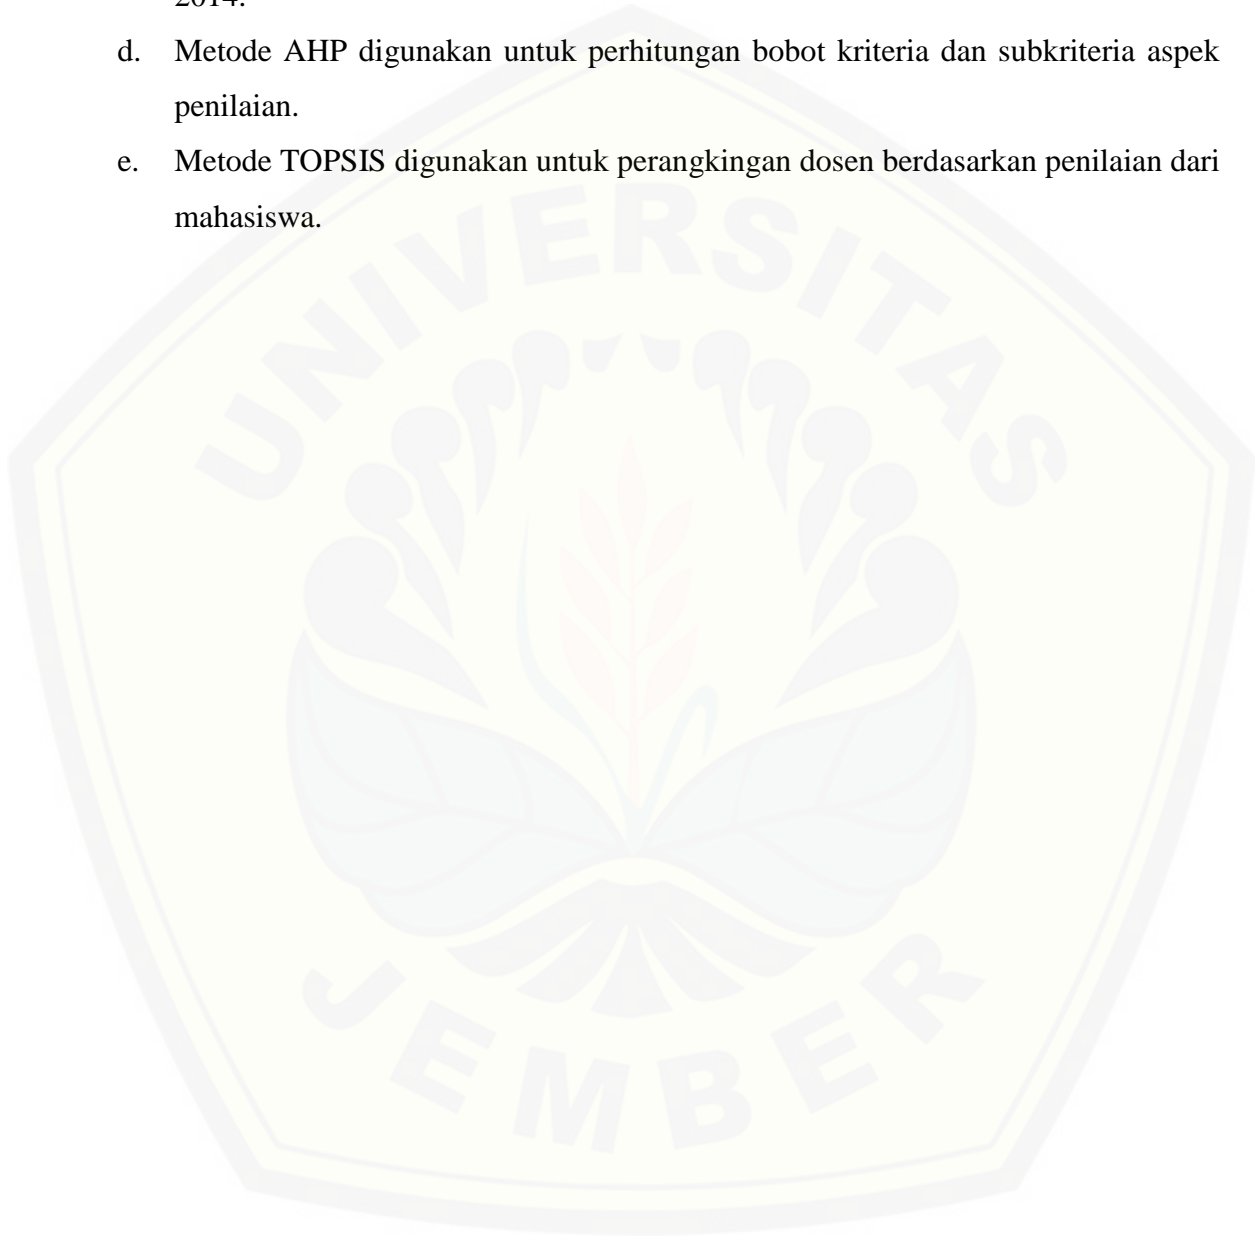 2014.
d. Metode AHP digunakan untuk perhitungan bobot kriteria dan subkriteria aspek
penilaian.
e. Metode TOPSIS digunakan untuk perangkingan dosen berdasarkan penilaian dari
mahasiswa.
UNIVERSITAS
JEMBER